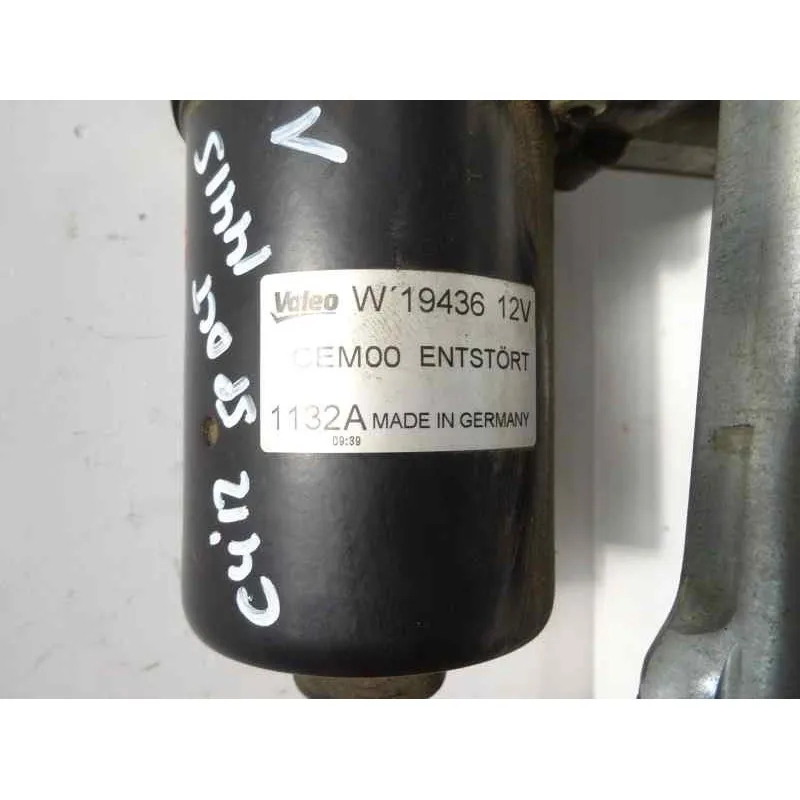 Valeo W'19436 12V
CEM00 ENTSTÖRT
1132A MADE IN GERMANY
09:39
V